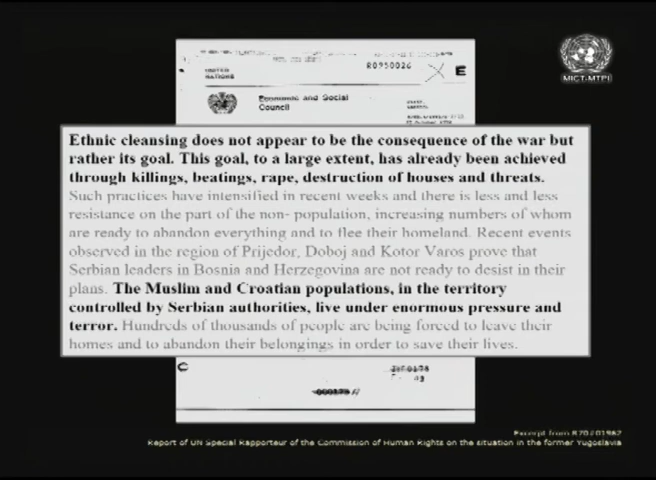 UNITED
NATIONS
R0950026
E
Economic and Social
Council
MICT-MTPI
Ethnic cleansing does not appear to be the consequence of the war but
rather its goal. This goal, to a large extent, has already been achieved
through killings, beatings, rape, destruction of houses and threats.
Such practices have intensified in recent weeks and there is less and less
resistance on the part of the non- population, increasing numbers of whom
are ready to abandon everything and to flee their homeland. Recent events
observed in the region of Prijedor, Doboj and Kotor Varos prove that
Serbian leaders in Bosnia and Herzegovina are not ready to desist in their
plans. The Muslim and Croatian populations, in the territory
controlled by Serbian authorities, live under enormous pressure and
terror. Hundreds of thousands of people are being forced to leave their
homes and to abandon their belongings in order to save their lives.
Excerpt from R70/01962
Report of UN Special Rapporteur of the Commission of Human Rights on the situation in the former Yugoslavia